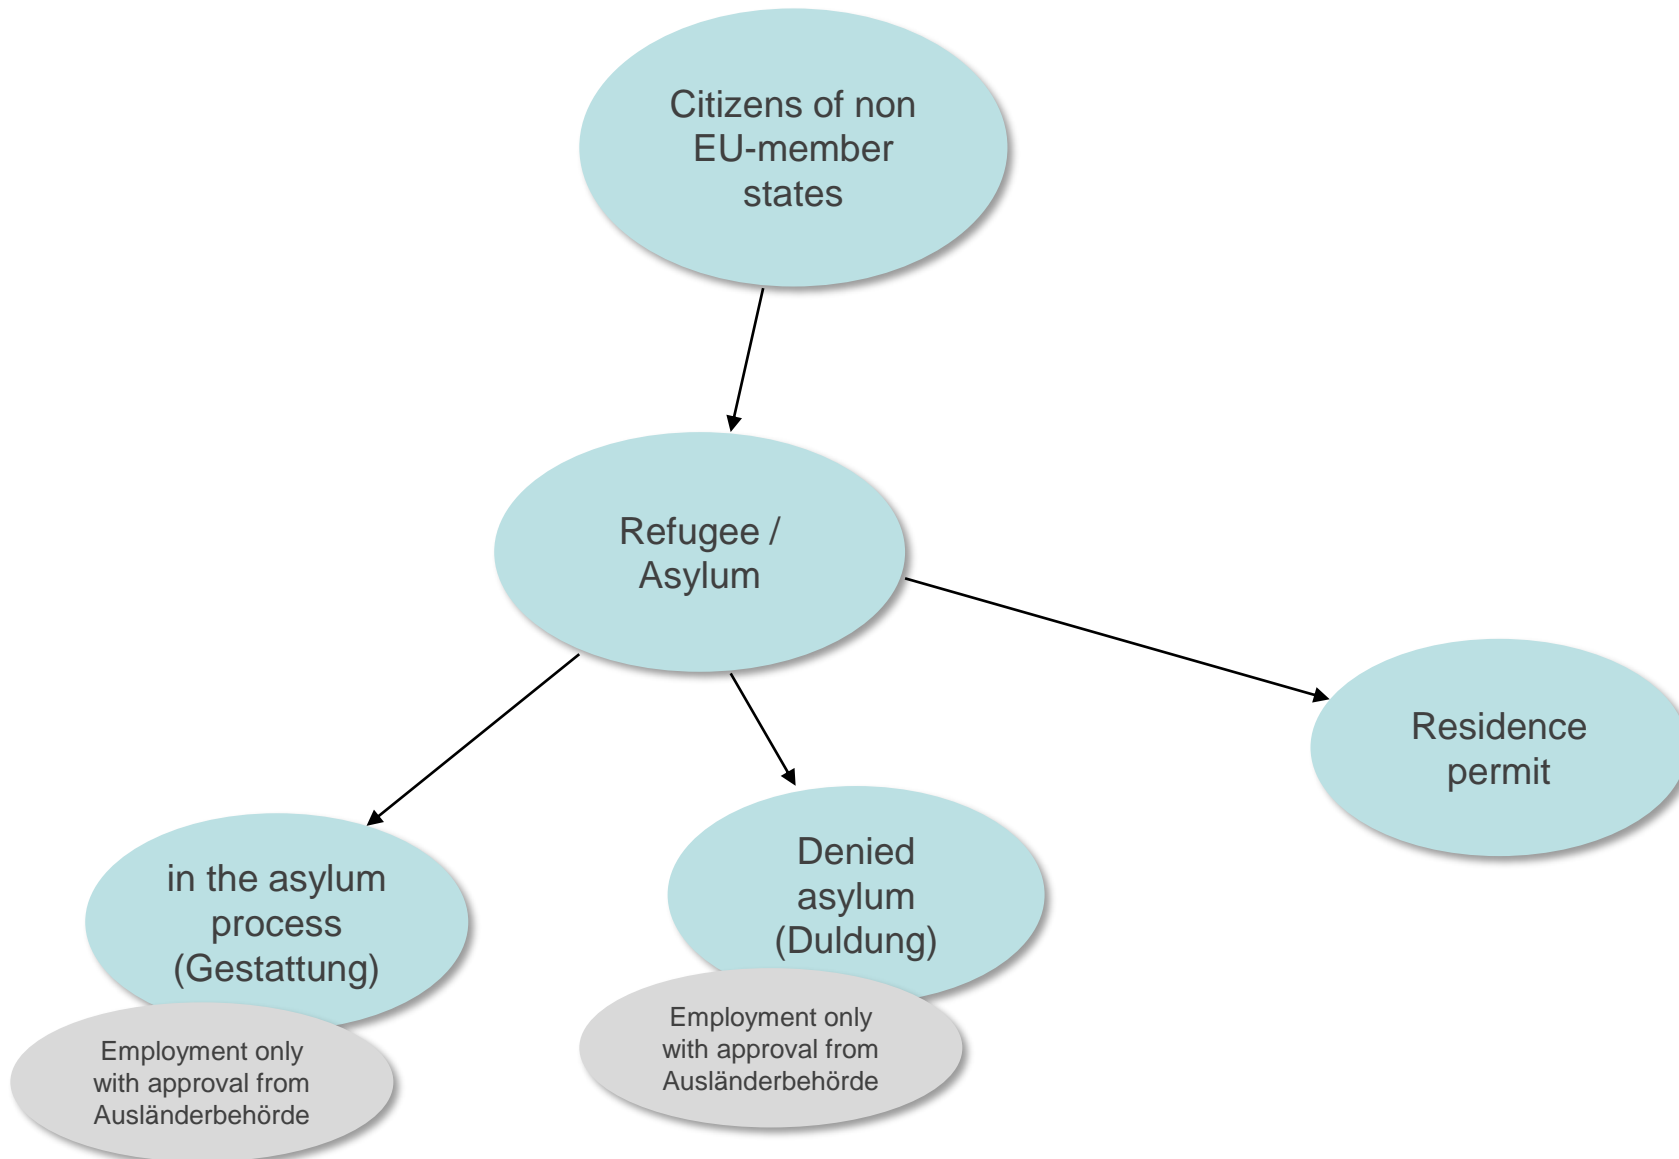 Citizens of non
EU-member
states
Refugee /
Asylum
Residence
permit
in the asylum
process
(Gestattung)
Denied
asylum
(Duldung)
Employment only
with approval from
Ausländerbehörde
Employment only
with approval from
Ausländerbehörde